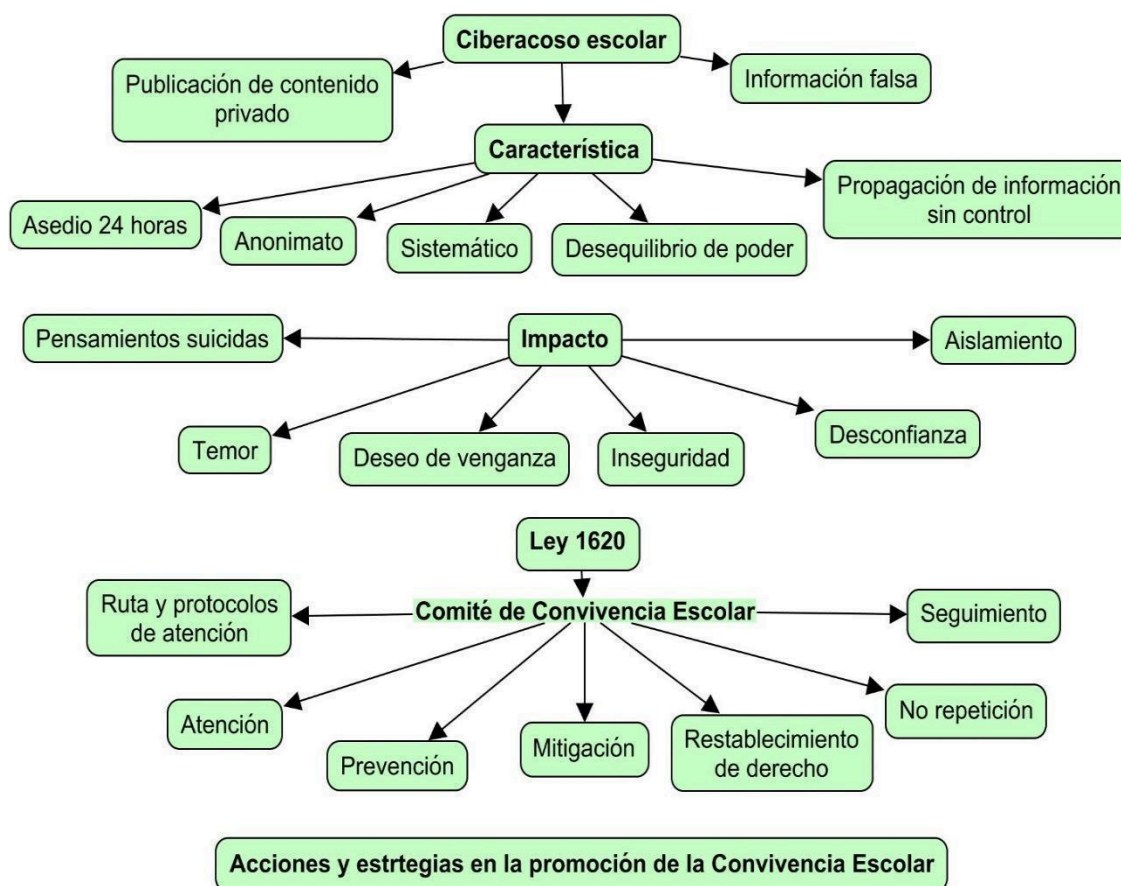 Ciberacoso escolar
Publicación de contenido
privado
Información falsa
Característica
Asedio 24 horas
Anonimato
Sistemático
Desequilibrio de poder
Propagación de información
sin control
Pensamientos suicidas
Impacto
Aislamiento
Temor
Deseo de venganza
Inseguridad
Desconfianza
Ley 1620
Ruta y protocolos
de atención
Comité de Convivencia Escolar
Seguimiento
Atención
Prevención
Mitigación
Restablecimiento
de derecho
No repetición
Acciones y estrtegias en la promoción de la Convivencia Escolar